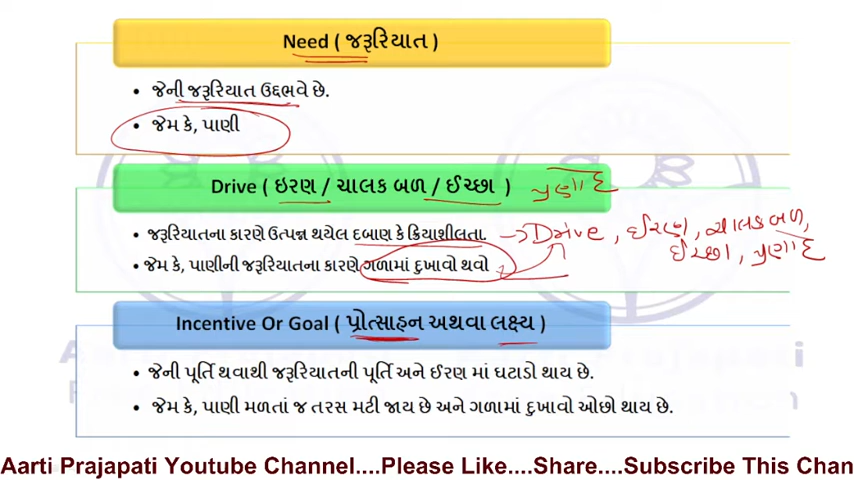 Need ( જરૂરિયાત )
• જેની જરૂરિયાત ઉદ્દભવે છે.
• જેમ કે, પાણી
Drive ( ઇરણ / ચાલક બળ / ઈચ્છા ) પ્રણોદ
• જરૂરિયાતના કારણે ઉત્પન્ન થયેલ દબાણ કે ક્રિયાશીલતા. → Drive, ઈરણ, ચાલક બળ,
ઈચ્છા, પ્રણોદ
• જેમ કે, પાણીની જરૂરિયાતના કારણે ગળામાં દુખાવો થવો
Incentive Or Goal ( પ્રોત્સાહન અથવા લક્ષ્ય )
• જેની પૂર્તિ થવાથી જરૂરિયાતની પૂર્તિ અને ઈરણ માં ઘટાડો થાય છે.
• જેમ કે, પાણી મળતાં જ તરસ મટી જાય છે અને ગળામાં દુખાવો ઓછો થાય છે.
Aarti Prajapati Youtube Channel....Please Like....Share....Subscribe This Chan